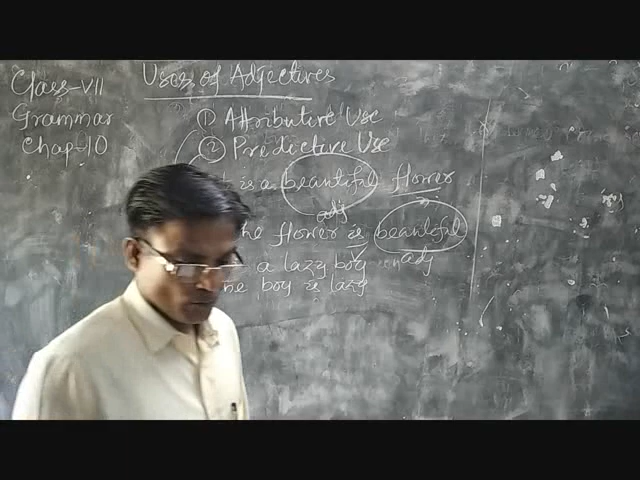 Class-VII
Grammar
Chap-10
Uses of Adjectives
① Attributive Use
② Predictive Use
is a beautiful flower
adj
he flower is beautiful
adj
a lazy boy
he boy is lazy